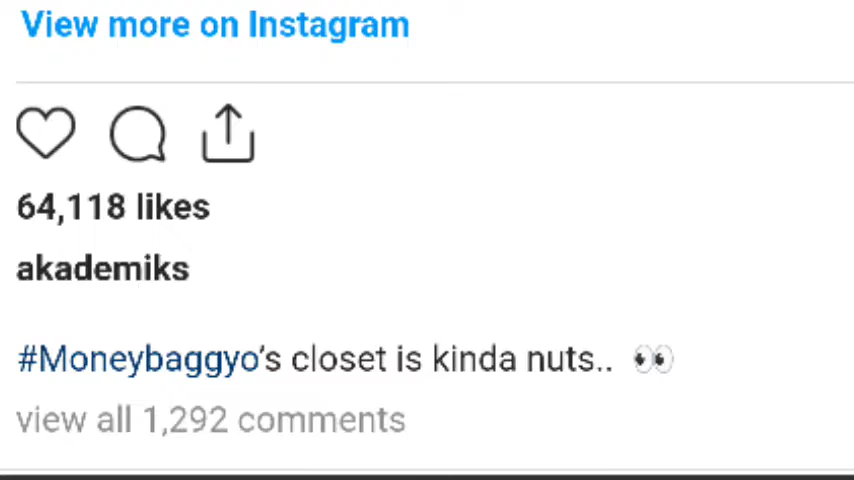 View more on Instagram
64,118 likes
akademiks
#Moneybaggyo's closet is kinda nuts.. 👀
view all 1,292 comments